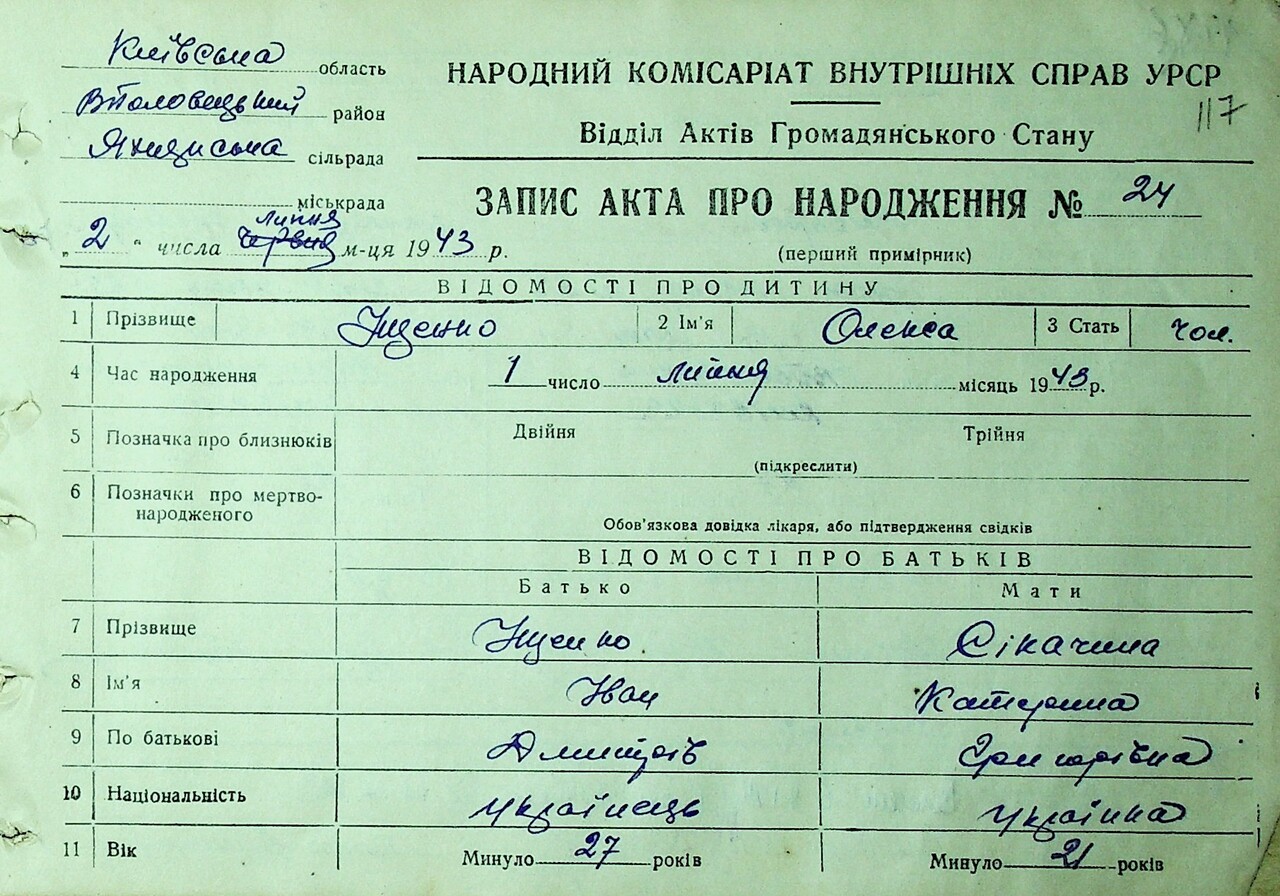 Київська область
район
сільрада
міськрада
НАРОДНИЙ КОМІСАРІАТ ВНУТРІШНІХ СПРАВ УРСР
117
Відділ Актів Громадянського Стану
ЗАПИС АКТА ПРО НАРОДЖЕННЯ № 24
липня
„2" числа червня м-ця 1943 р.
(перший примірник)
ВІДОМОСТІ ПРО ДИТИНУ
1 Прізвище Іщенко 2 Ім'я Олекса 3 Стать чол.
4 Час народження 1 число липня місяць 1943 р.
5 Позначка про близнюків Двійня Трійня
(підкреслити)
6 Позначки про мертво-
народженого
Обов'язкова довідка лікаря, або підтвердження свідків
ВІДОМОСТІ ПРО БАТЬКІВ
Батько Мати
7 Прізвище Іщенко Сікачина
8 Ім'я Іван Катерина
9 По батькові Дмитрів Григорівна
10 Національність українець українка
11 Вік Минуло 27 років Минуло 21 років